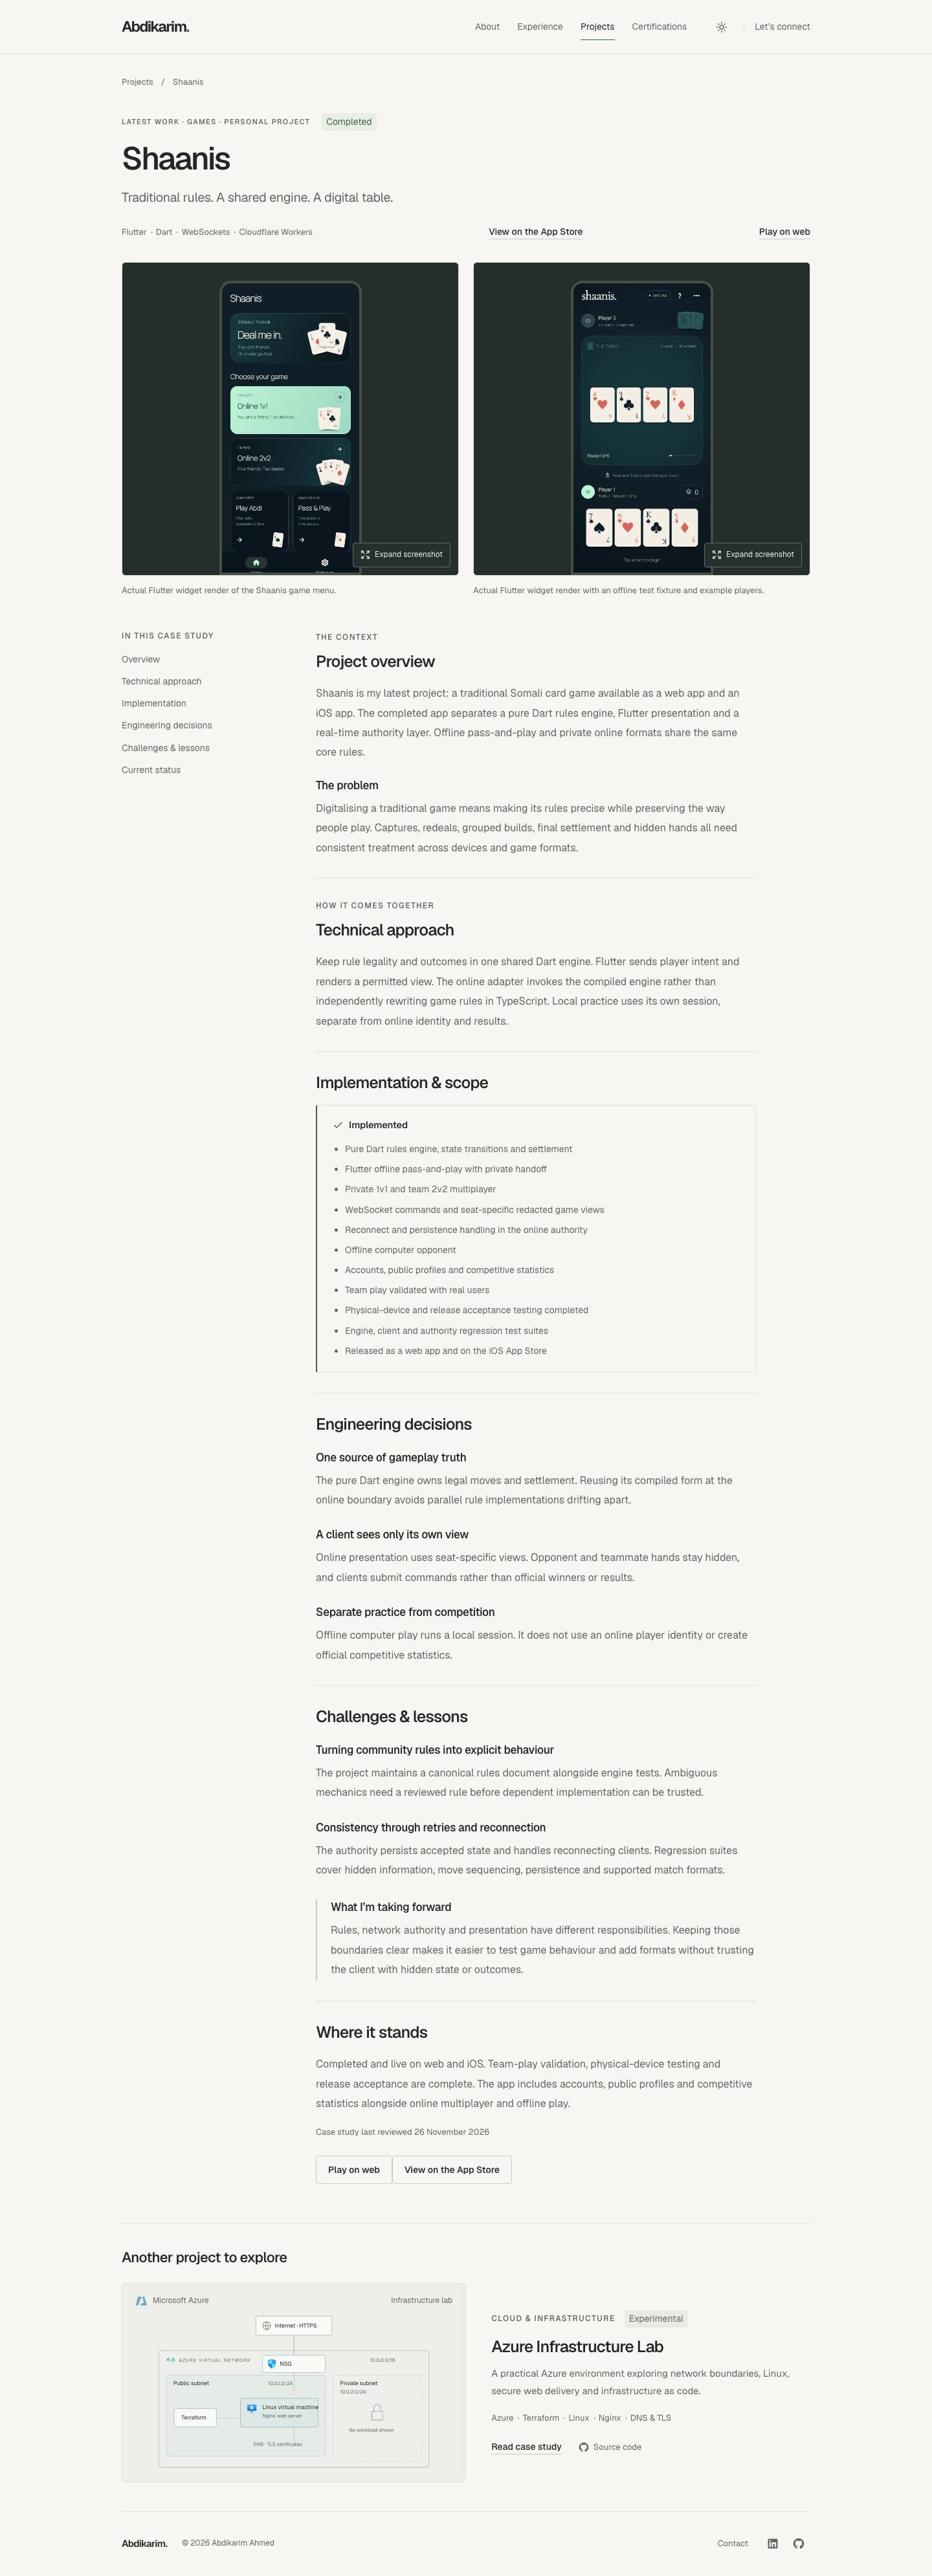 Abdikarim.
About Experience Projects Certifications Let's connect
Projects / Shaanis
LATEST WORK · GAMES · PERSONAL PROJECT Completed
Shaanis
Traditional rules. A shared engine. A digital table.
Flutter · Dart · WebSockets · Cloudflare Workers
View on the App Store
Play on web
Shaanis
Deal me in.
Choose your game
Online 1v1
Online 2v2
Play Abdi
Pass & Play
Expand screenshot
Actual Flutter widget render of the Shaanis game menu.
shaanis.
OFFLINE ?
Player 2
THE TABLE
Round 1 of 6
Player 1
0
Tap a card to begin
Expand screenshot
Actual Flutter widget render with an offline test fixture and example players.
IN THIS CASE STUDY
Overview
Technical approach
Implementation
Engineering decisions
Challenges & lessons
Current status
THE CONTEXT
Project overview
Shaanis is my latest project: a traditional Somali card game available as a web app and an
iOS app. The completed app separates a pure Dart rules engine, Flutter presentation and a
real-time authority layer. Offline pass-and-play and private online formats share the same
core rules.
The problem
Digitalising a traditional game means making its rules precise while preserving the way
people play. Captures, redeals, grouped builds, final settlement and hidden hands all need
consistent treatment across devices and game formats.
HOW IT COMES TOGETHER
Technical approach
Keep rule legality and outcomes in one shared Dart engine. Flutter sends player intent and
renders a permitted view. The online adapter invokes the compiled engine rather than
independently rewriting game rules in TypeScript. Local practice uses its own session,
separate from online identity and results.
Implementation & scope
Implemented
• Pure Dart rules engine, state transitions and settlement
• Flutter offline pass-and-play with private handoff
• Private 1v1 and team 2v2 multiplayer
• WebSocket commands and seat-specific redacted game views
• Reconnect and persistence handling in the online authority
• Offline computer opponent
• Accounts, public profiles and competitive statistics
• Team play validated with real users
• Physical-device and release acceptance testing completed
• Engine, client and authority regression test suites
• Released as a web app and on the iOS App Store
Engineering decisions
One source of gameplay truth
The pure Dart engine owns legal moves and settlement. Reusing its compiled form at the
online boundary avoids parallel rule implementations drifting apart.
A client sees only its own view
Online presentation uses seat-specific views. Opponent and teammate hands stay hidden,
and clients submit commands rather than official winners or results.
Separate practice from competition
Offline computer play runs a local session. It does not use an online player identity or create
official competitive statistics.
Challenges & lessons
Turning community rules into explicit behaviour
The project maintains a canonical rules document alongside engine tests. Ambiguous
mechanics need a reviewed rule before dependent implementation can be trusted.
Consistency through retries and reconnection
The authority persists accepted state and handles reconnecting clients. Regression suites
cover hidden information, move sequencing, persistence and supported match formats.
What I'm taking forward
Rules, network authority and presentation have different responsibilities. Keeping those
boundaries clear makes it easier to test game behaviour and add formats without trusting
the client with hidden state or outcomes.
Where it stands
Completed and live on web and iOS. Team-play validation, physical-device testing and
release acceptance are complete. The app includes accounts, public profiles and competitive
statistics alongside online multiplayer and offline play.
Case study last reviewed 26 November 2026
Play on web View on the App Store
Another project to explore
Microsoft Azure Infrastructure lab
Internet · HTTPS
AZURE VIRTUAL NETWORK 10.0.0.0/16
NSG
Public subnet 10.0.1.0/24
Private subnet
10.0.2.0/24
Terraform
Linux virtual machine
Nginx web server
No workload shown
DNS · TLS certificates
CLOUD & INFRASTRUCTURE Experimental
Azure Infrastructure Lab
A practical Azure environment exploring network boundaries, Linux,
secure web delivery and infrastructure as code.
Azure · Terraform · Linux · Nginx · DNS & TLS
Read case study Source code
Abdikarim. © 2026 Abdikarim Ahmed
Contact